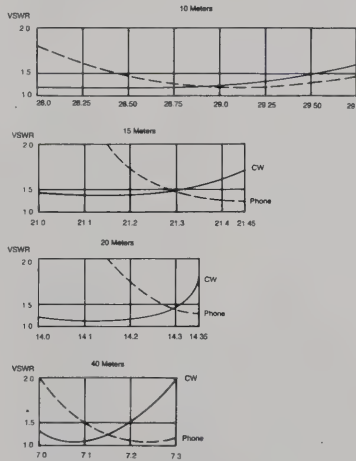 10 Meters
VSWR
2 0
1 5
1 0
28.0 28.25 28.50 28.75 29.0 29.25 29 50
15 Meters
VSWR
2 0
CW
1 5
Phone
1 0
21 0 21 1 21.2 21.3 21 4 21 45
20 Meters
VSWR
2 0
CW
1 5
Phone
1 0
14.0 14.1 14.2 14.3 14 35
40 Meters
VSWR
2 0
CW
1.5
Phone
1 0
7 0 7 1 7 2 7 3